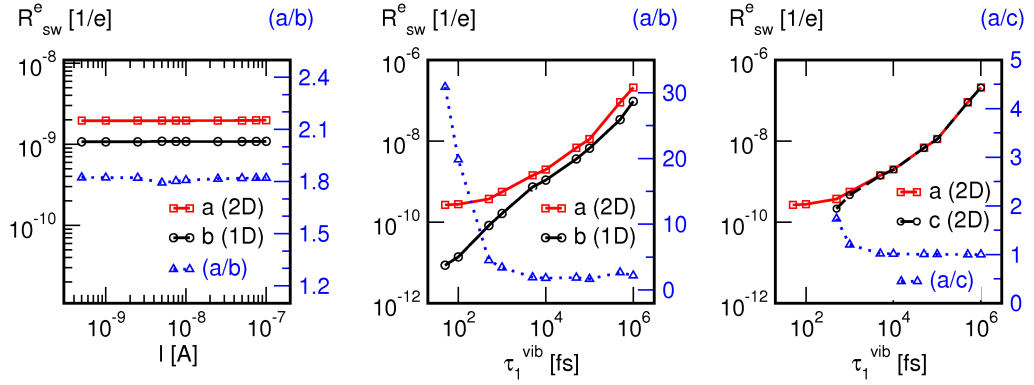 R^e_sw [1/e] (a/b)
10^-8
10^-9
10^-10
2.4
2.1
1.8
1.5
1.2
a (2D)
b (1D)
(a/b)
10^-9 10^-8 10^-7
I [A]
R^e_sw [1/e] (a/b)
10^-6
10^-8
10^-10
10^-12
30
20
10
0
a (2D)
b (1D)
10^2 10^4 10^6
τ_1^vib [fs]
R^e_sw [1/e] (a/c)
10^-6
10^-8
10^-10
10^-12
5
4
3
2
1
0
a (2D)
c (2D)
(a/c)
10^2 10^4 10^6
τ_1^vib [fs]